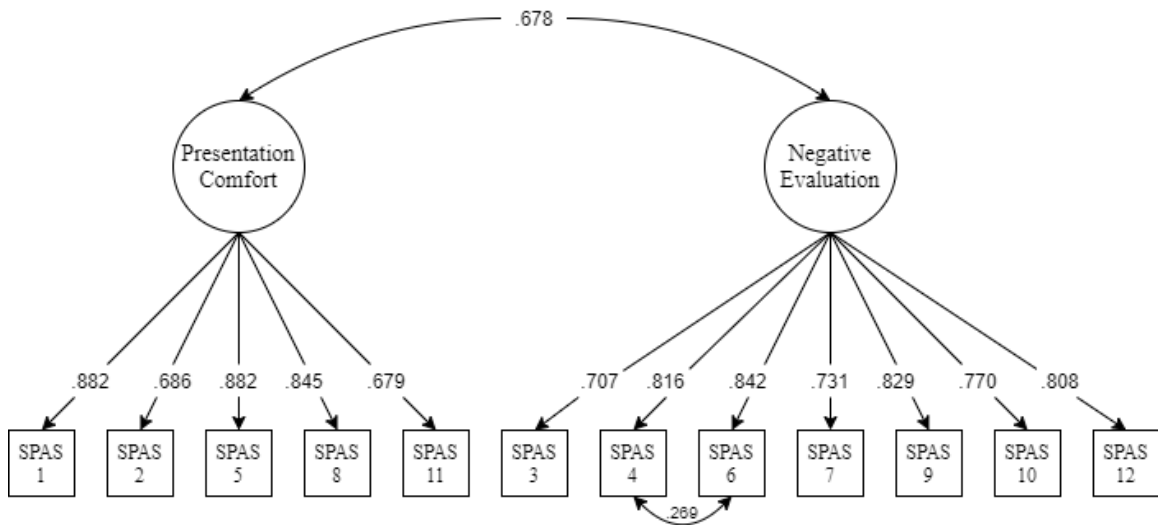 .678
Presentation
Comfort
Negative
Evaluation
.882 .686 .882 .845 .679 .707 .816 .842 .731 .829 .770 .808
SPAS SPAS SPAS SPAS SPAS SPAS SPAS SPAS SPAS SPAS SPAS SPAS
1 2 5 8 11 3 4 6 7 9 10 12
.269